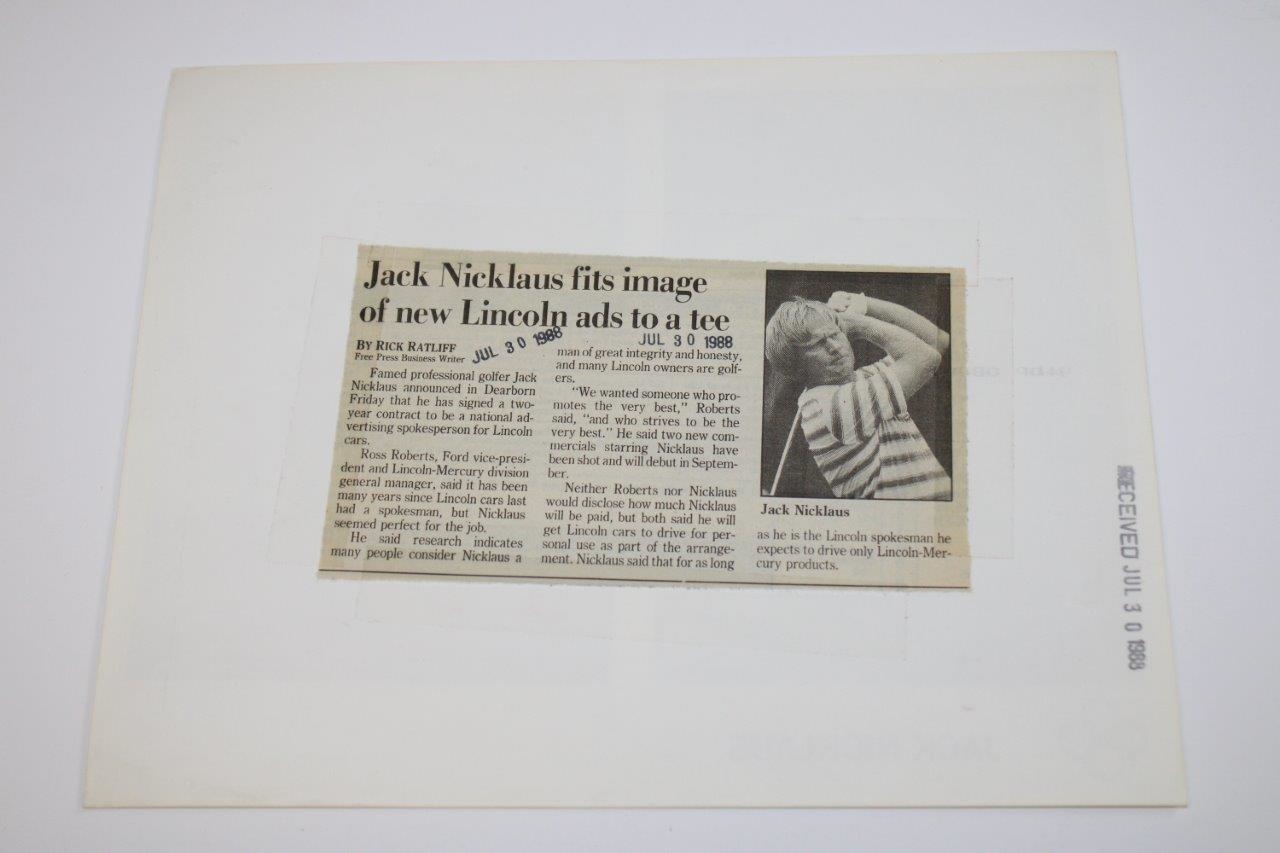 Jack Nicklaus fits image
of new Lincoln ads to a tee
BY RICK RATLIFF
Free Press Business Writer
JUL 30 1988
Famed professional golfer Jack
Nicklaus announced in Dearborn
Friday that he has signed a two-
year contract to be a national ad-
vertising spokesperson for Lincoln
cars.
Ross Roberts, Ford vice-presi-
dent and Lincoln-Mercury division
general manager, said it has been
many years since Lincoln cars last
had a spokesman, but Nicklaus
seemed perfect for the job.
He said research indicates
many people consider Nicklaus a
JUL 30 1988
man of great integrity and honesty,
and many Lincoln owners are golf-
ers.
"We wanted someone who pro-
motes the very best," Roberts
said, "and who strives to be the
very best." He said two new com-
mercials starring Nicklaus have
been shot and will debut in Septem-
ber.
Neither Roberts nor Nicklaus
would disclose how much Nicklaus
will be paid, but both said he will
get Lincoln cars to drive for per-
sonal use as part of the arrange-
ment. Nicklaus said that for as long
Jack Nicklaus
as he is the Lincoln spokesman he
expects to drive only Lincoln-Mer-
cury products.
RECEIVED JUL 30 1988
JACK NICKLAUS